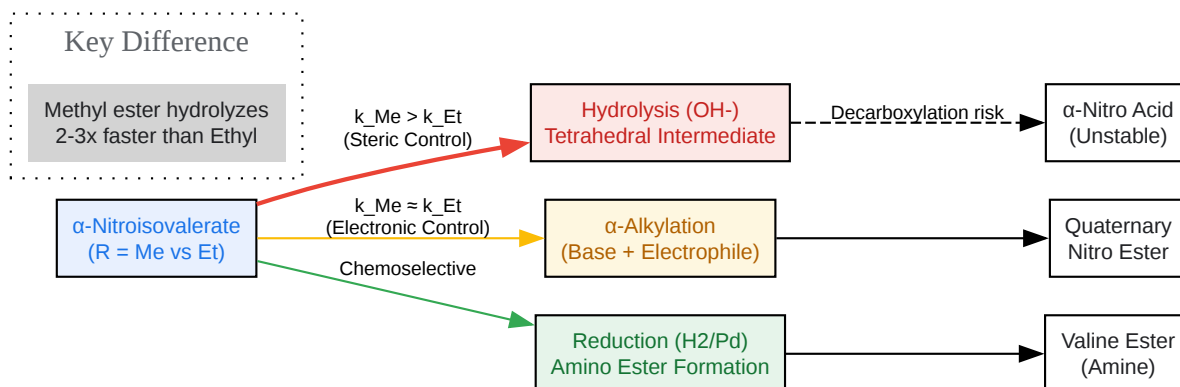 Key Difference
Methyl ester hydrolyzes
2-3x faster than Ethyl
α-Nitroisovalerate
(R = Me vs Et)
k_Me > k_Et
(Steric Control)
Hydrolysis (OH-)
Tetrahedral Intermediate
Decarboxylation risk
α-Nitro Acid
(Unstable)
k_Me ≈ k_Et
(Electronic Control)
α-Alkylation
(Base + Electrophile)
Quaternary
Nitro Ester
Chemoselective
Reduction (H2/Pd)
Amino Ester Formation
Valine Ester
(Amine)